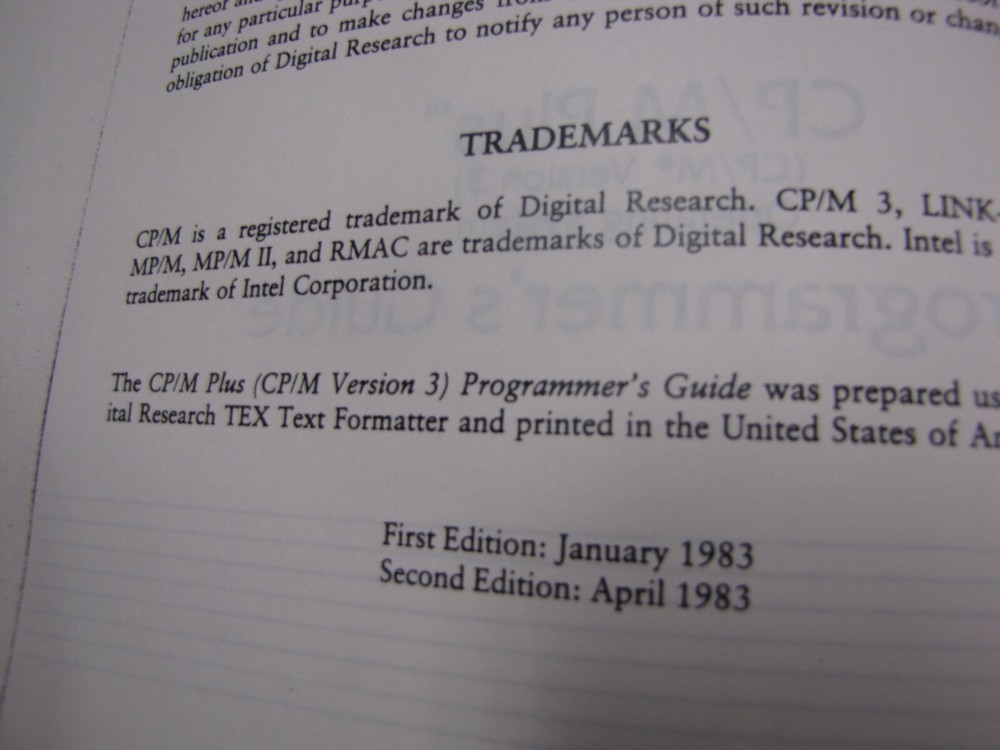 for any particular
publication and to make changes
obligation of Digital Research to notify any person of such revision or
TRADEMARKS
CP/M is a registered trademark of Digital Research. CP/M 3, LINK
MP/M, MP/M II, and RMAC are trademarks of Digital Research. Intel is
trademark of Intel Corporation.
The CP/M Plus (CP/M Version 3) Programmer's Guide was prepared us
ital Research TEX Text Formatter and printed in the United States of
First Edition: January 1983
Second Edition: April 1983